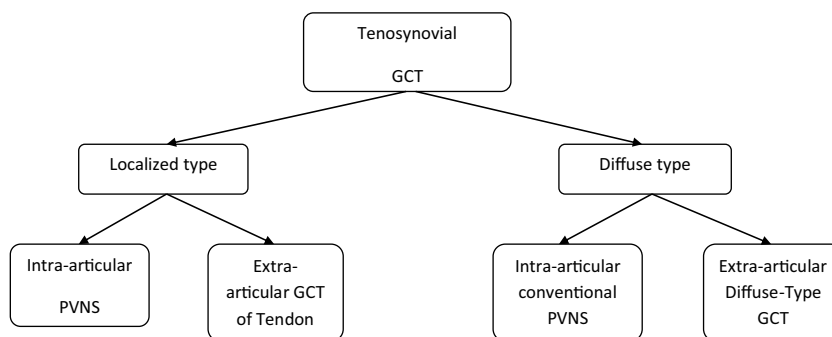 Tenosynovial
GCT
Localized type
Diffuse type
Intra-articular
PVNS
Extra-
articular GCT
of Tendon
Intra-articular
conventional
PVNS
Extra-articular
Diffuse-Type
GCT